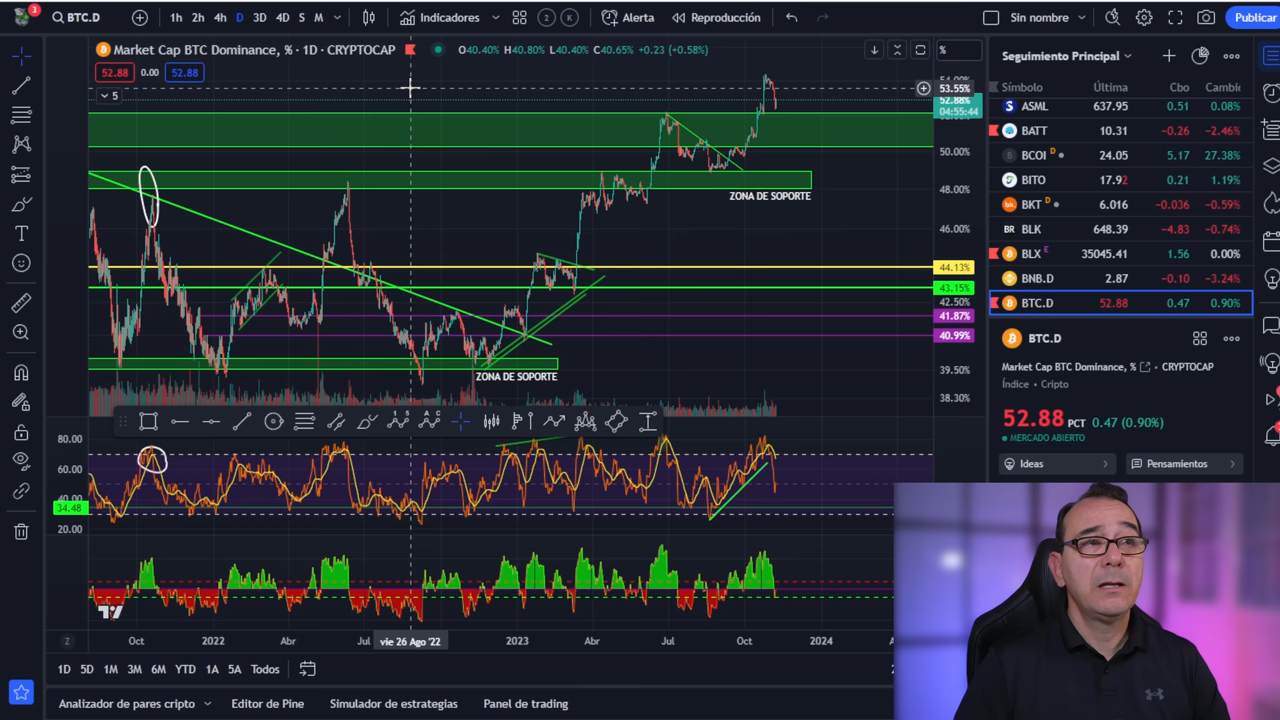 3
BTC.D
1h 2h 4h D 3D 4D S M
Indicadores
2 K
Alerta
Reproducción
Sin nombre
Publicar
Market Cap BTC Dominance, % · 1D · CRYPTOCAP
O40.40% H40.80% L40.40% C40.65% +0.23 (+0.58%)
%
52.88 0.00 52.88
5
53.55%
52.88%
04:55:44
50.00%
48.00%
46.00%
44.13%
43.15%
42.50%
41.87%
40.99%
39.50%
38.30%
ZONA DE SOPORTE
ZONA DE SOPORTE
80.00
60.00
40.00
34.48
20.00
Z
Oct 2022 Abr Jul vie 26 Ago '22 2023 Abr Jul Oct 2024
1D 5D 1M 3M 6M YTD 1A 5A Todos
Analizador de pares cripto Editor de Pine Simulador de estrategias Panel de trading
Seguimiento Principal
Símbolo Última Cbo Cambi
ASML 637.95 0.51 0.08%
BATT 10.31 −0.26 −2.46%
BCOI D 24.05 5.17 27.38%
BITO 17.92 0.21 1.19%
BKT D 6.016 −0.036 −0.59%
BLK 648.39 −4.83 −0.74%
BLX E 35045.41 1.56 0.00%
BNB.D 2.87 −0.10 −3.24%
BTC.D 52.88 0.47 0.90%
BTC.D
Market Cap BTC Dominance, % · CRYPTOCAP
Índice · Cripto
52.88 PCT 0.47 (0.90%)
MERCADO ABIERTO
Ideas
Pensamientos